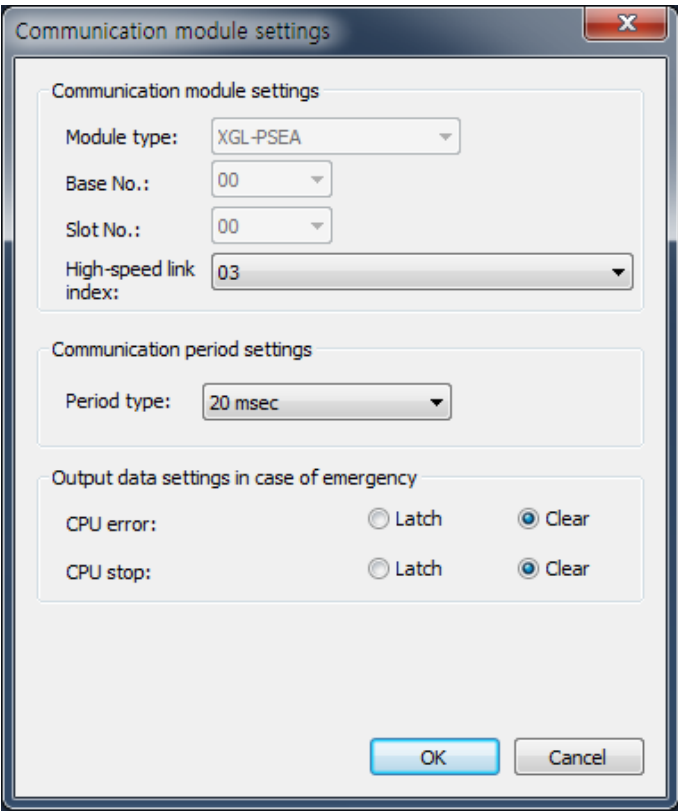 Communication module settings
Communication module settings
Module type: XGL-PSEA
Base No.: 00
Slot No.: 00
High-speed link
index: 03
Communication period settings
Period type: 20 msec
Output data settings in case of emergency
CPU error: Latch Clear
CPU stop: Latch Clear
OK Cancel